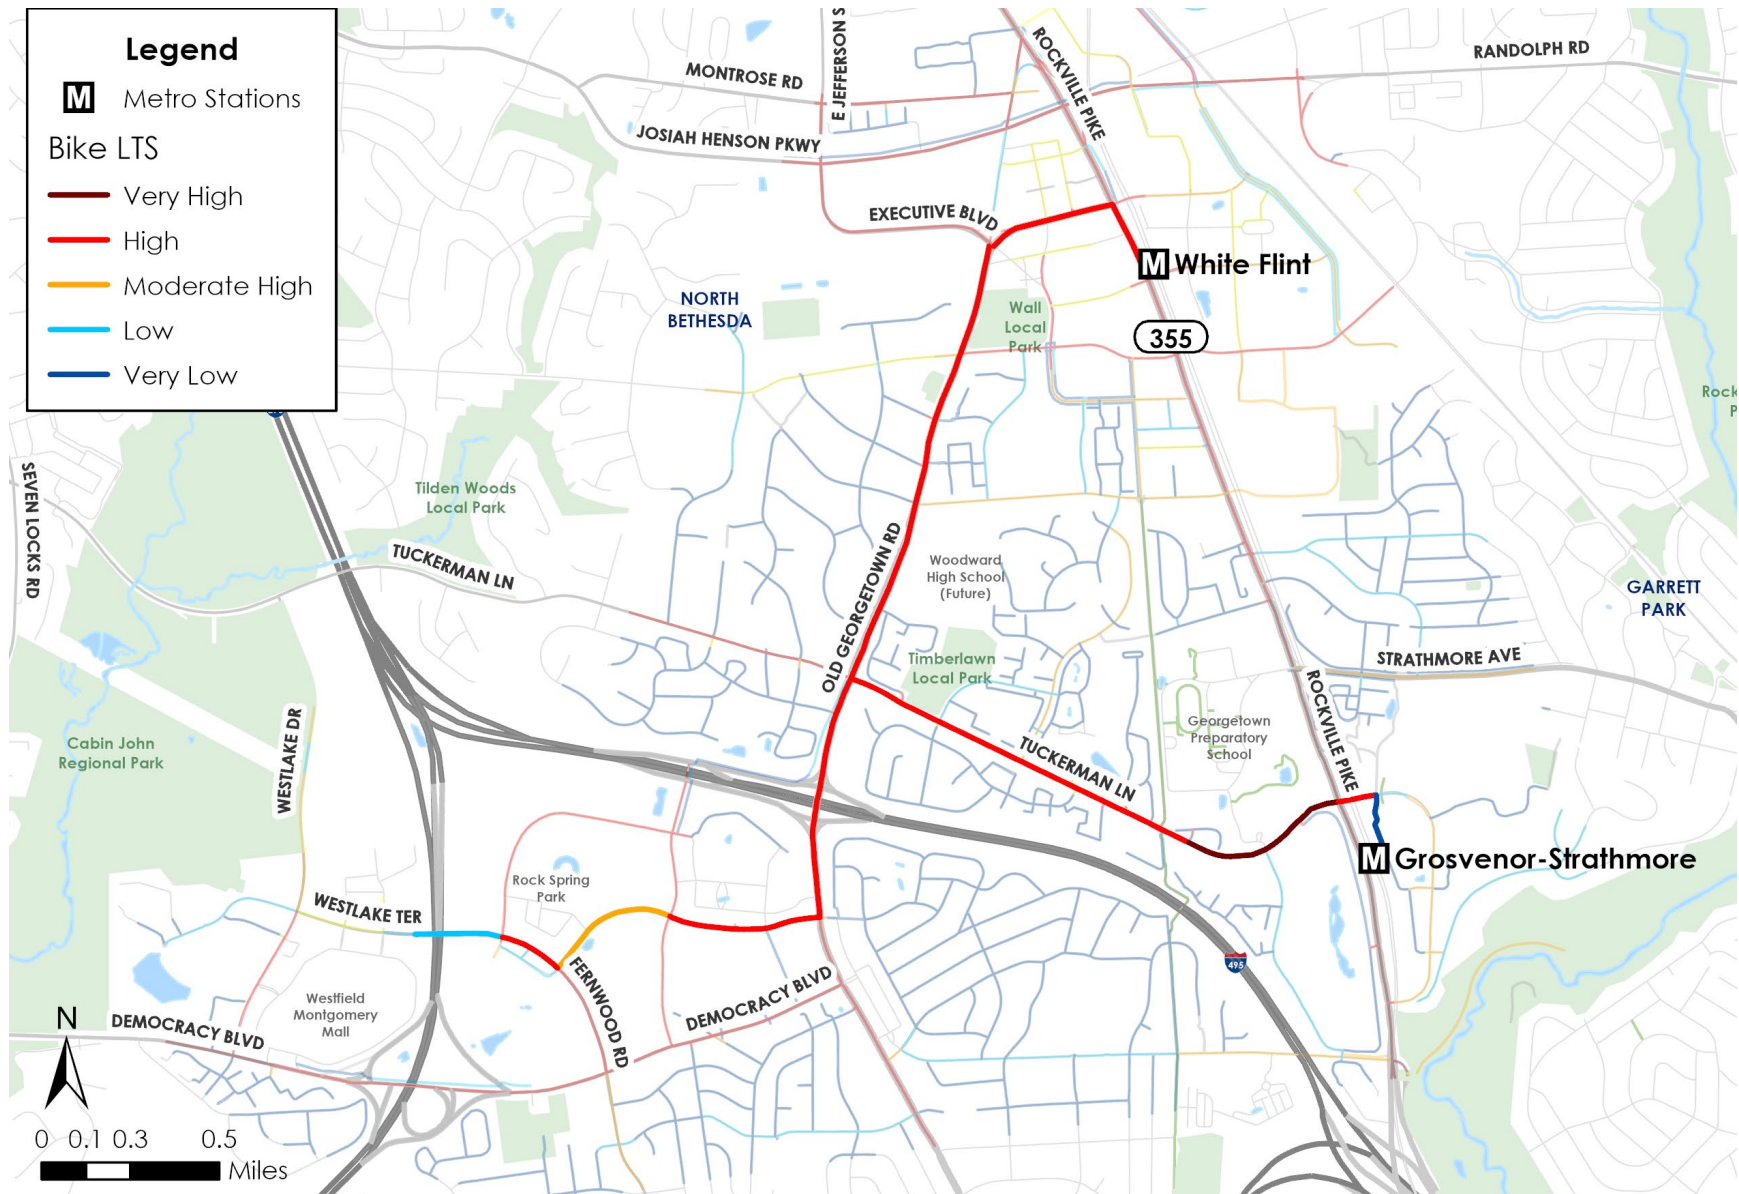 Legend
M Metro Stations
Bike LTS
Very High
High
Moderate High
Low
Very Low
E JEFFERSON S
ROCKVILLE PIKE
RANDOLPH RD
MONTROSE RD
JOSIAH HENSON PKWY
EXECUTIVE BLVD
M White Flint
NORTH
BETHESDA
Wall
Local
Park
355
Rock
P
SEVEN LOCKS RD
Tilden Woods
Local Park
TUCKERMAN LN
OLD GEORGETOWN RD
Woodward
High School
(Future)
GARRETT
PARK
Timberlawn
Local Park
STRATHMORE AVE
ROCKVILLE PIKE
Georgetown
Preparatory
School
Cabin John
Regional Park
WESTLAKE DR
TUCKERMAN LN
M Grosvenor-Strathmore
Rock Spring
Park
WESTLAKE TER
FERNWOOD RD
495
Westfield
Montgomery
Mall
DEMOCRACY BLVD
DEMOCRACY BLVD
N
0 0.1 0.3 0.5
Miles